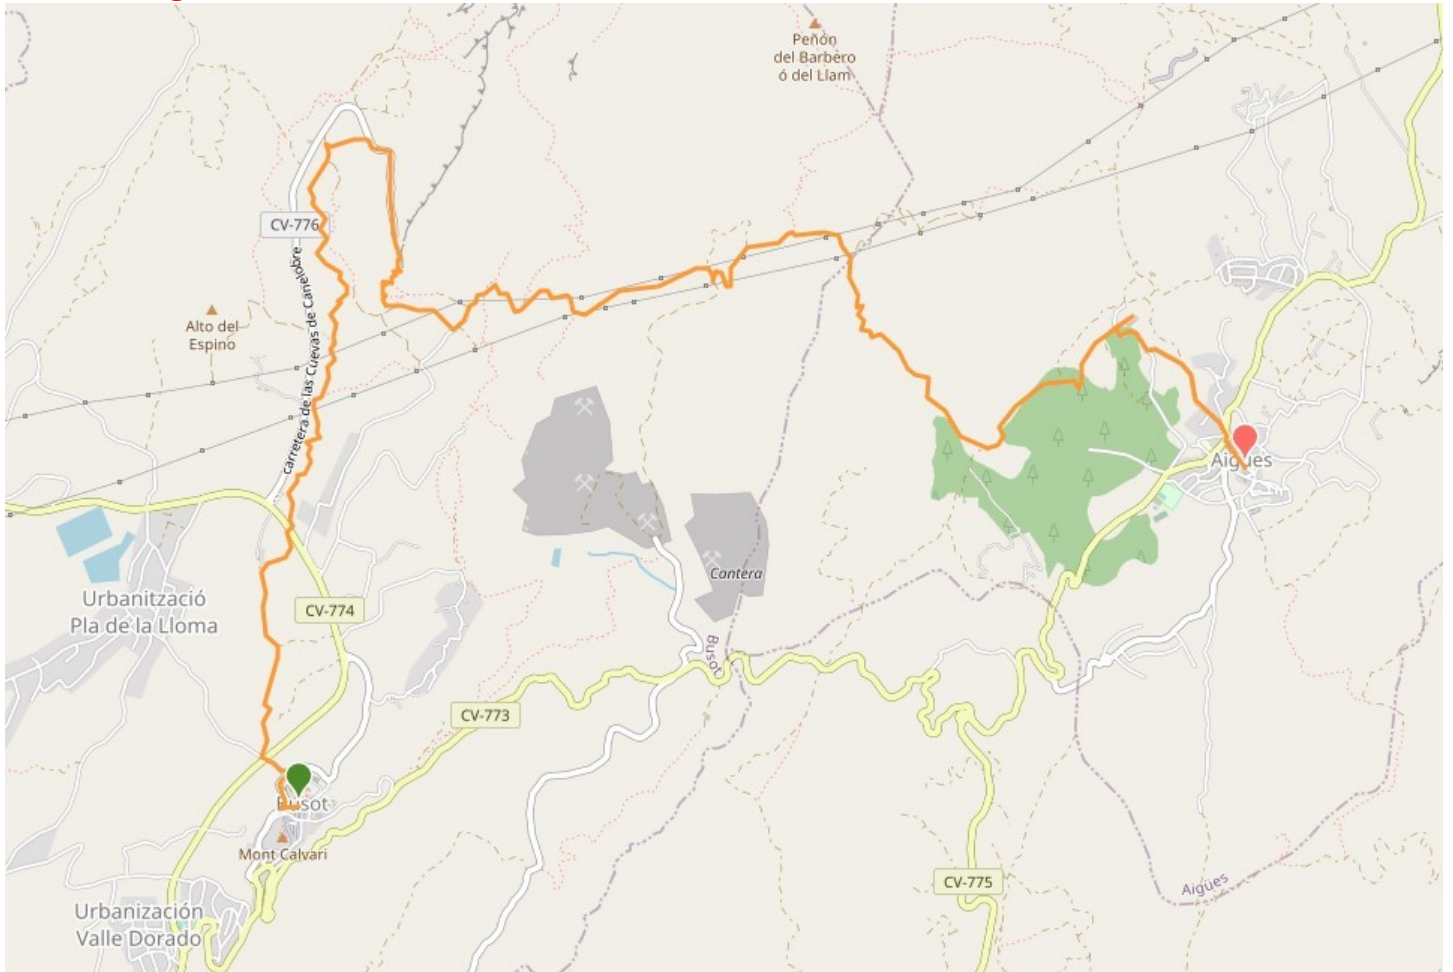 Peñón
del Barbero
ó del Llam
CV-776
carretera de las Cuevas de Canelobre
Alto del
Espino
Aigües
Cantera
Urbanització
Pla de la Lloma
CV-774
Busot
CV-773
Busot
Mont Calvari
CV-775
Aigües
Urbanización
Valle Dorado